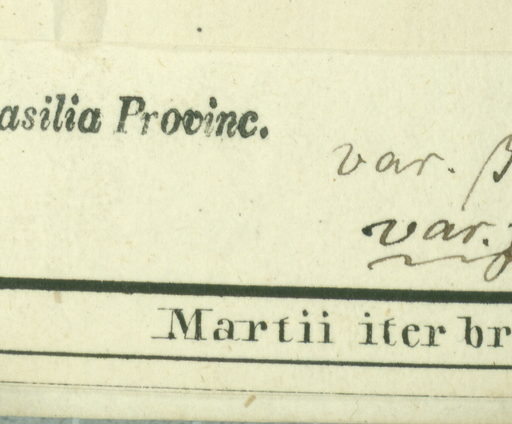 asilia Provinc.
var. β
var.
Martii iter br